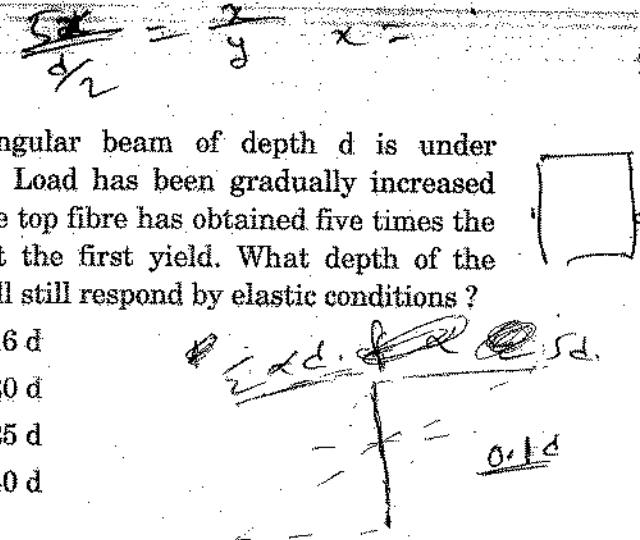 x = x
d/2 y
ngular beam of depth d is under
Load has been gradually increased
e top fibre has obtained five times the
t the first yield. What depth of the
ll still respond by elastic conditions ?
6 d
0 d
5 d
0 d
Σ α d. 5d.
0.1d